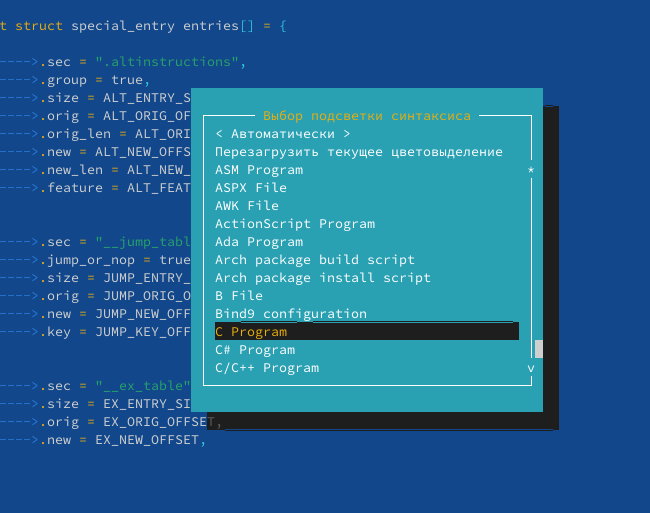 t struct special_entry entries[] = {
---->.sec = ".altinstructions",
---->.group = true,
---->.size = ALT_ENTRY_S
---->.orig = ALT_ORIG_OF
---->.orig_len = ALT_ORI
---->.new = ALT_NEW_OFFS
---->.new_len = ALT_NEW_
---->.feature = ALT_FEAT
---->.sec = "__jump_tabl
---->.jump_or_nop = true
---->.size = JUMP_ENTRY_
---->.orig = JUMP_ORIG_O
---->.new = JUMP_NEW_OFF
---->.key = JUMP_KEY_OFF
---->.sec = "__ex_table"
---->.size = EX_ENTRY_SI
---->.orig = EX_ORIG_OFFSET,
---->.new = EX_NEW_OFFSET,
Выбор подсветки синтаксиса
< Автоматически >
Перезагрузить текущее цветовыделение
ASM Program *
ASPX File
AWK File
ActionScript Program
Ada Program
Arch package build script
Arch package install script
B File
Bind9 configuration
C Program
C# Program
C/C++ Program v